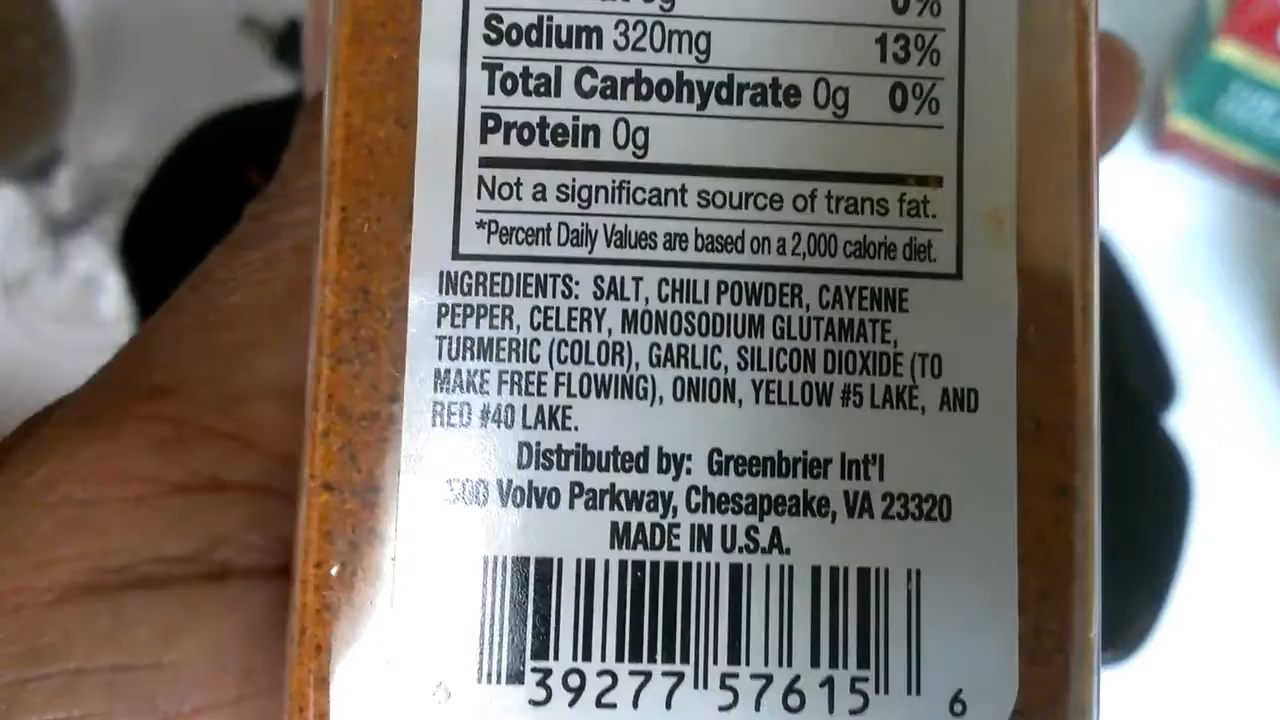 0%
Sodium 320mg 13%
Total Carbohydrate 0g 0%
Protein 0g
Not a significant source of trans fat.
*Percent Daily Values are based on a 2,000 calorie diet.
INGREDIENTS: SALT, CHILI POWDER, CAYENNE
PEPPER, CELERY, MONOSODIUM GLUTAMATE,
TURMERIC (COLOR), GARLIC, SILICON DIOXIDE (TO
MAKE FREE FLOWING), ONION, YELLOW #5 LAKE, AND
RED #40 LAKE.
Distributed by: Greenbrier Int'l
500 Volvo Parkway, Chesapeake, VA 23320
MADE IN U.S.A.
39277 57615 6